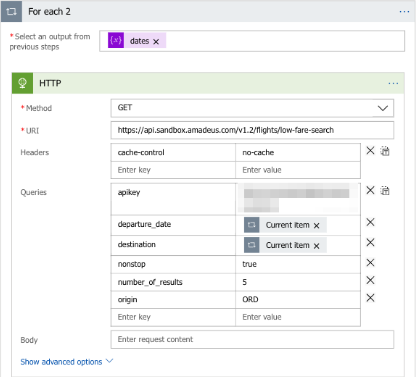 For each 2
...
* Select an output from previous steps
{x} dates ×
HTTP
...
* Method GET
* URI https://api.sandbox.amadeus.com/v1.2/flights/low-fare-search
Headers cache-control no-cache
Enter key Enter value
Queries apikey
departure_date Current item ×
destination Current item ×
nonstop true
number_of_results 5
origin ORD
Enter key Enter value
Body Enter request content
Show advanced options